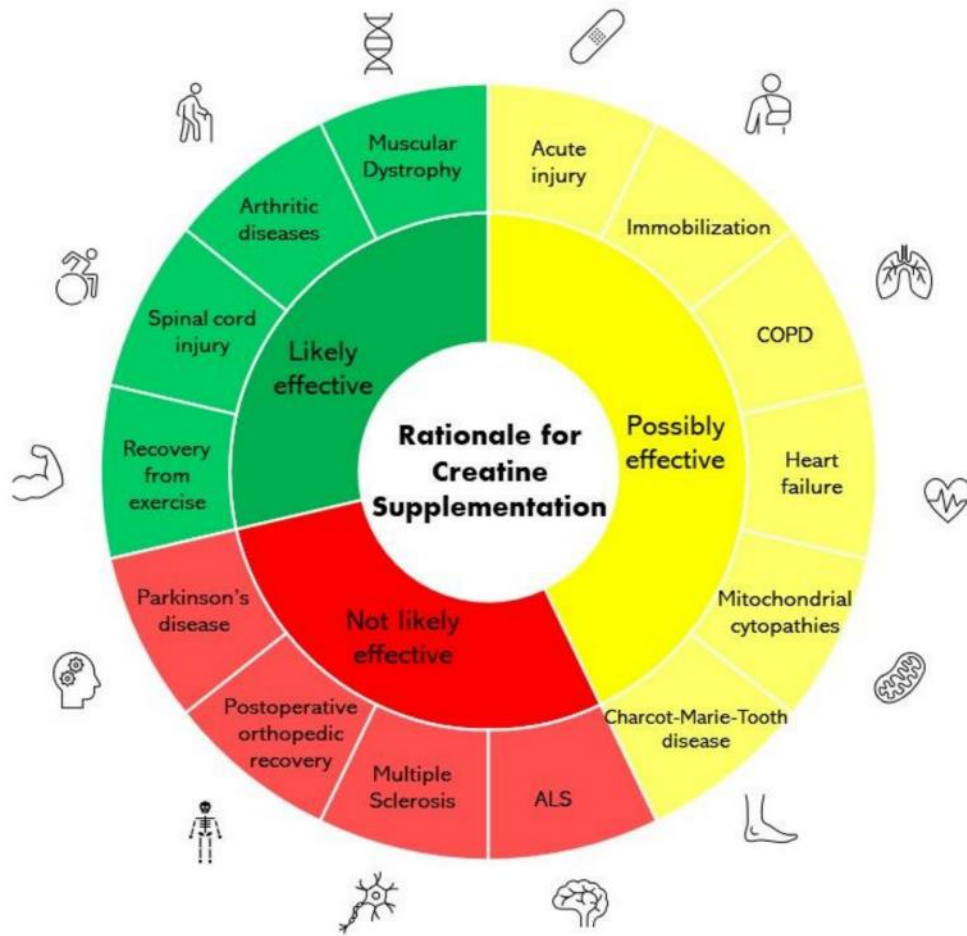 Rationale for
Creatine
Supplementation
Likely
effective
Possibly
effective
Not likely
effective
Muscular
Dystrophy
Arthritic
diseases
Spinal cord
injury
Recovery
from
exercise
Acute
injury
Immobilization
COPD
Heart
failure
Mitochondrial
cytopathies
Charcot-Marie-Tooth
disease
ALS
Multiple
Sclerosis
Postoperative
orthopedic
recovery
Parkinson's
disease